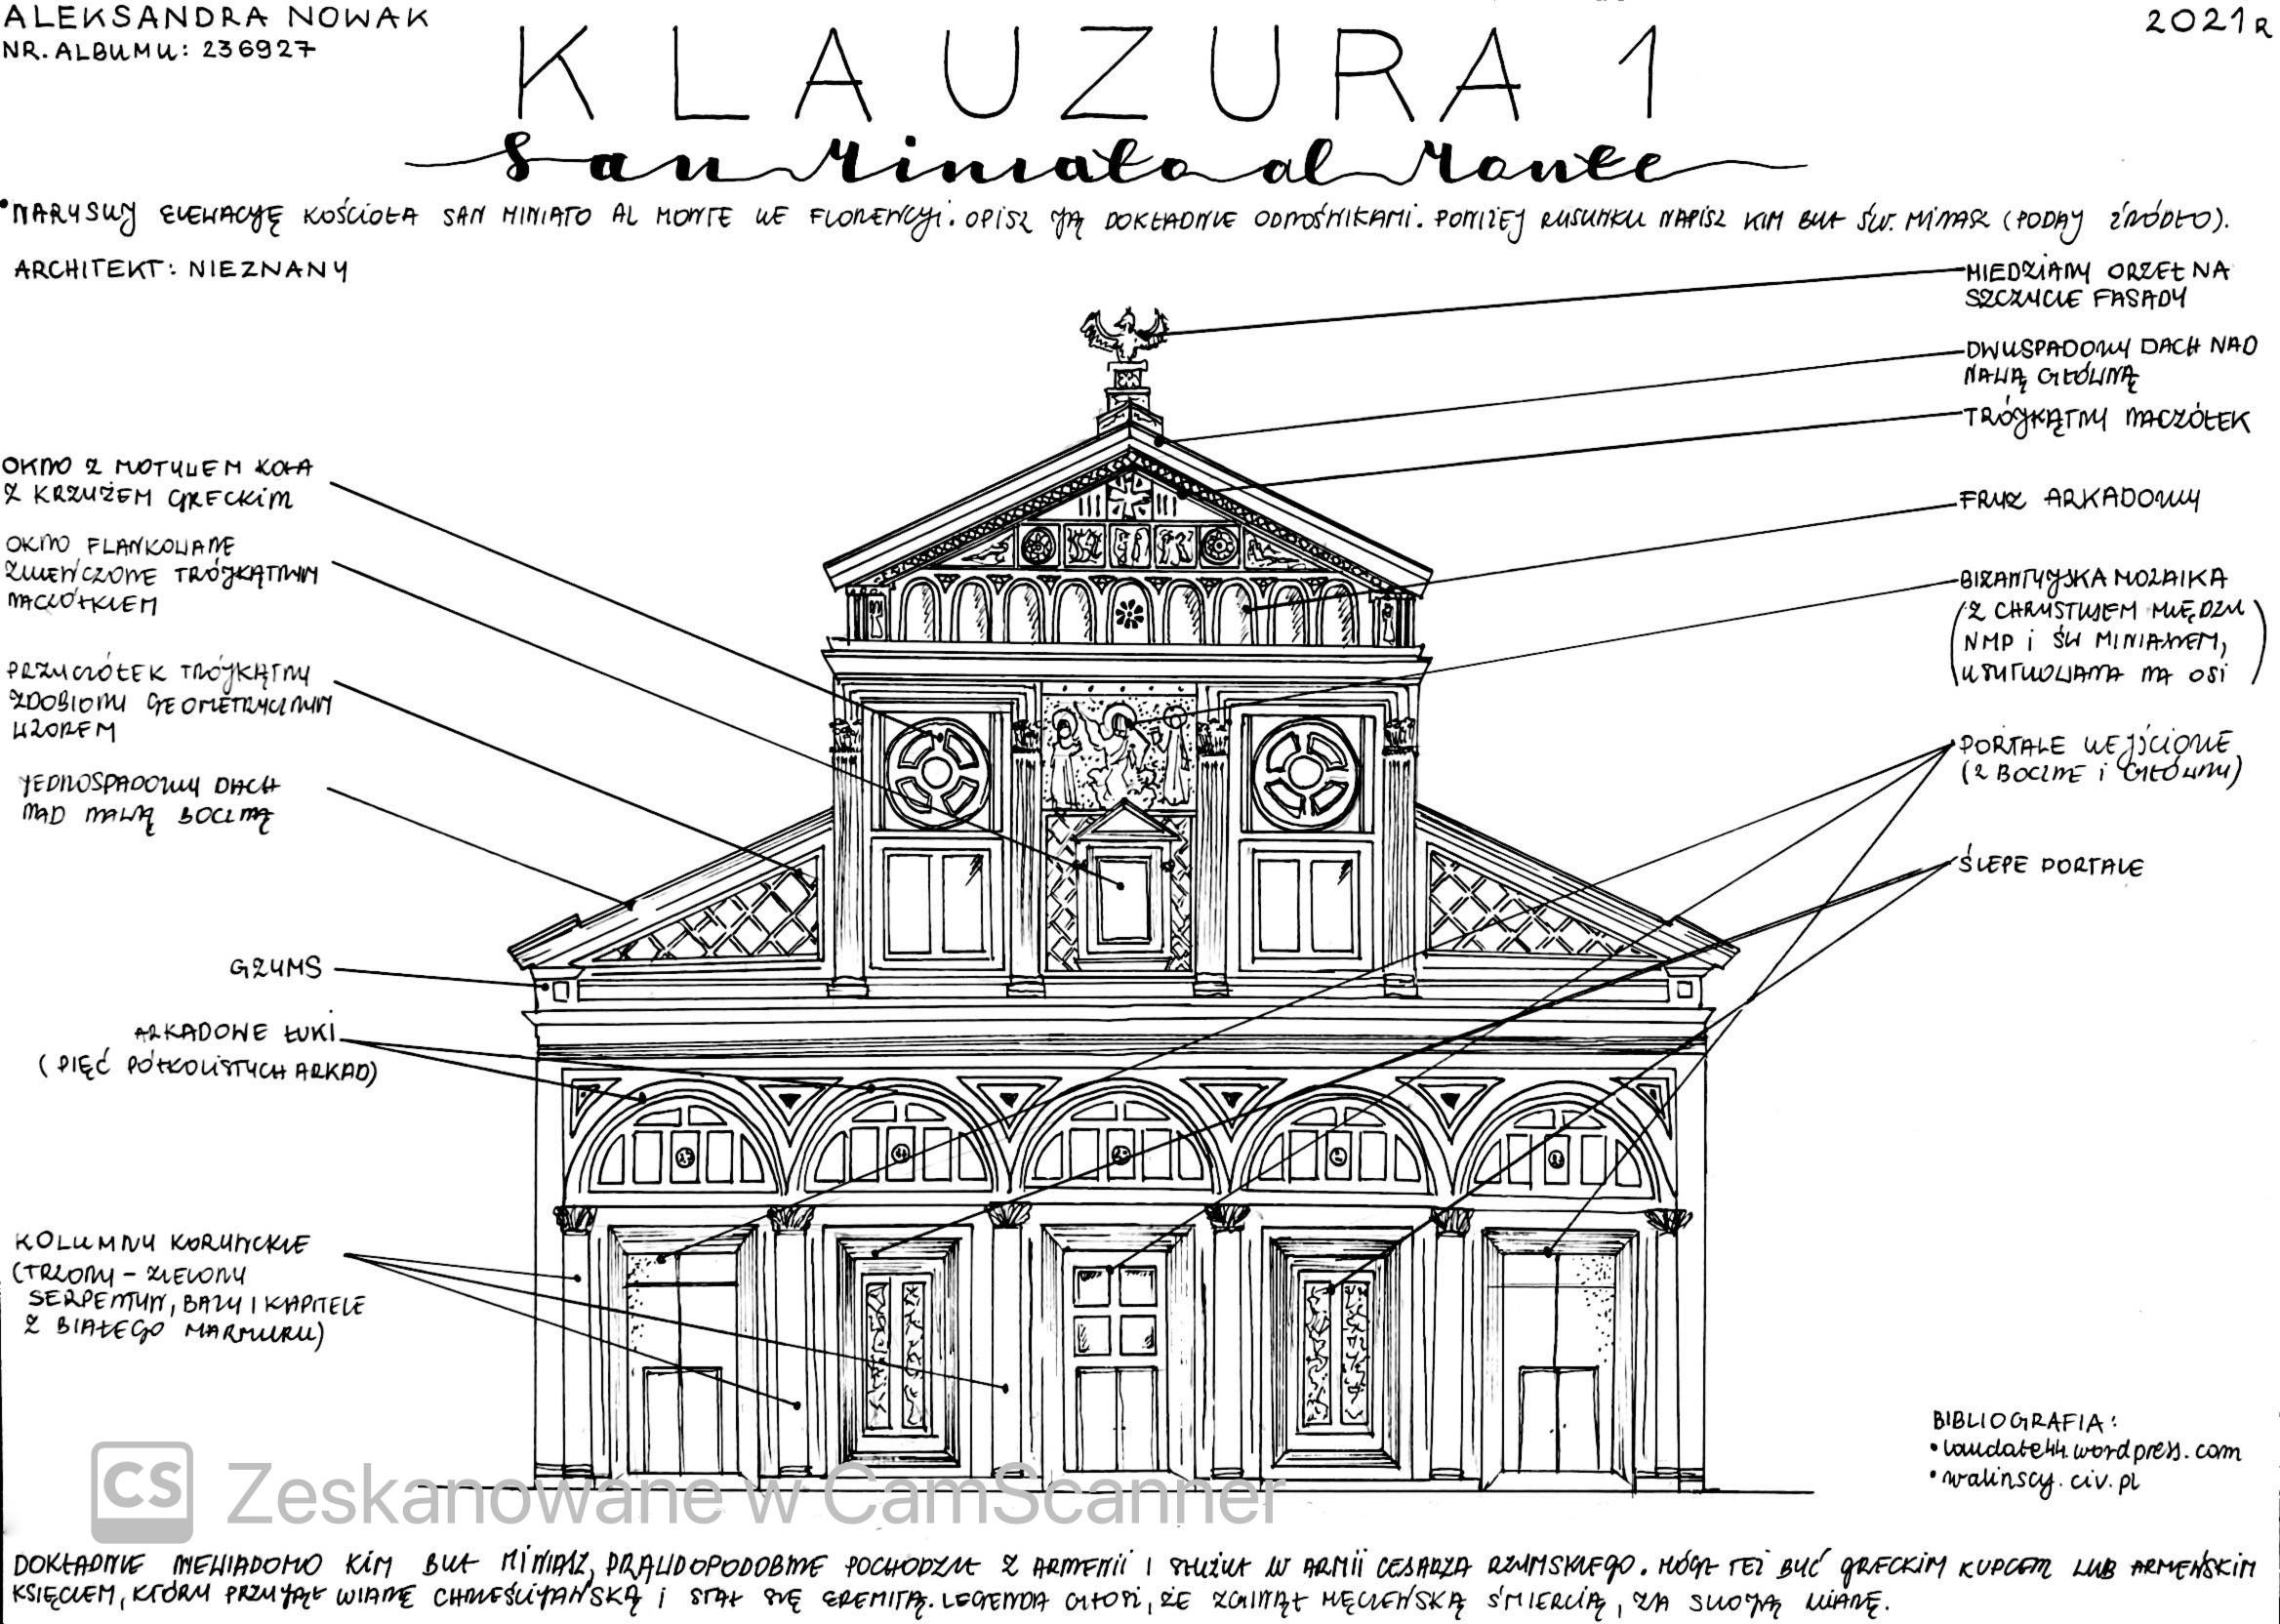 ALEKSANDRA NOWAK
NR. ALBUMU: 236927
2021R
KLAUZURA 1
San Miniato al Monte
• NARYSUJ ELEWACJĘ KOŚCIOŁA SAN MINIATO AL MONTE WE FLORENCJI. OPISZ JĄ DOKŁADNIE ODNOŚNIKAMI. PONIŻEJ RYSUNKU NAPISZ KIM BYŁ ŚW. MINIASZ (PODAJ ŹRÓDŁO).
ARCHITEKT: NIEZNANY
OKNO Z MOTYWEM KOŁA
Z KRZYŻEM GRECKIM
OKNO FLANKOWANE
ZWIEŃCZONE TRÓJKĄTNYM
NACZÓŁKIEM
PRZYCZÓŁEK TRÓJKĄTNY
ZDOBIONY GEOMETRYCZNYM
WZOREM
JEDNOSPADOWY DACH
NAD NAWĄ BOCZNĄ
GZYMS
ARKADOWE ŁUKI
(PIĘĆ PÓŁKOLISTYCH ARKAD)
KOLUMNY KORYNCKIE
(TRZONY - ZIELONY
SERPENTYN, BAZY I KAPITELE
Z BIAŁEGO MARMURU)
MIEDZIANY ORZEŁ NA
SZCZYCIE FASADY
DWUSPADOWY DACH NAD
NAWĄ GŁÓWNĄ
TRÓJKĄTNY NACZÓŁEK
FRYZ ARKADOWY
BIZANTYJSKA MOZAIKA
(Z CHRYSTUSEM MIĘDZY
NMP I ŚW MINIASZEM,
USYTUOWANA NA OSI)
PORTALE WEJŚCIOWE
(2 BOCZNE I GŁÓWNY)
ŚLEPE PORTALE
BIBLIOGRAFIA:
• laudate44.wordpress.com
• walinscy.civ.pl
CS Zeskanowane w CamScanner
DOKŁADNIE NIEWIADOMO KIM BYŁ MINIASZ, PRAWDOPODOBNIE POCHODZIŁ Z ARMENII I SŁUŻYŁ W ARMII CESARZA RZYMSKIEGO. MÓGŁ TEŻ BYĆ GRECKIM KUPCEM LUB ARMEŃSKIM
KSIĘCIEM, KTÓRY PRZYJĄŁ WIARĘ CHRZEŚCIJAŃSKĄ I STAŁ SIĘ EREMITĄ. LEGENDA GŁOSI, ŻE ZGINĄŁ MĘCZEŃSKĄ ŚMIERCIĄ, ZA SWOJĄ WIARĘ.